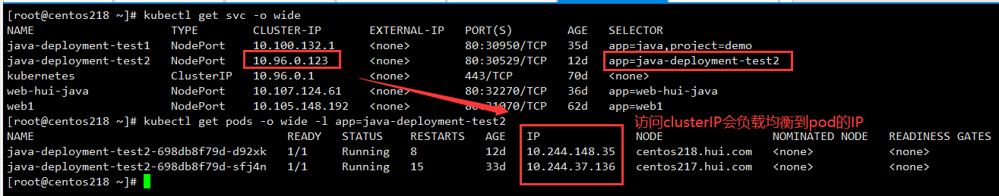 [root@centos218 ~]# kubectl get svc -o wide
NAME TYPE CLUSTER-IP EXTERNAL-IP PORT(S) AGE SELECTOR
java-deployment-test1 NodePort 10.100.132.1 <none> 80:30950/TCP 35d app=java,project=demo
java-deployment-test2 NodePort 10.96.0.123 <none> 80:30529/TCP 12d app=java-deployment-test2
kubernetes ClusterIP 10.96.0.1 <none> 443/TCP 70d <none>
web-hui-java NodePort 10.107.124.61 <none> 80:32270/TCP 36d app=web-hui-java
web1 NodePort 10.105.148.192 <none> 80:31070/TCP 62d app=web1
[root@centos218 ~]# kubectl get pods -o wide -l app=java-deployment-test2
访问clusterIP会负载均衡到pod的IP
NAME READY STATUS RESTARTS AGE IP NODE NOMINATED NODE READINESS GATES
java-deployment-test2-698db8f79d-d92xk 1/1 Running 8 12d 10.244.148.35 centos218.hui.com <none> <none>
java-deployment-test2-698db8f79d-sfj4n 1/1 Running 15 33d 10.244.37.136 centos217.hui.com <none> <none>
[root@centos218 ~]#